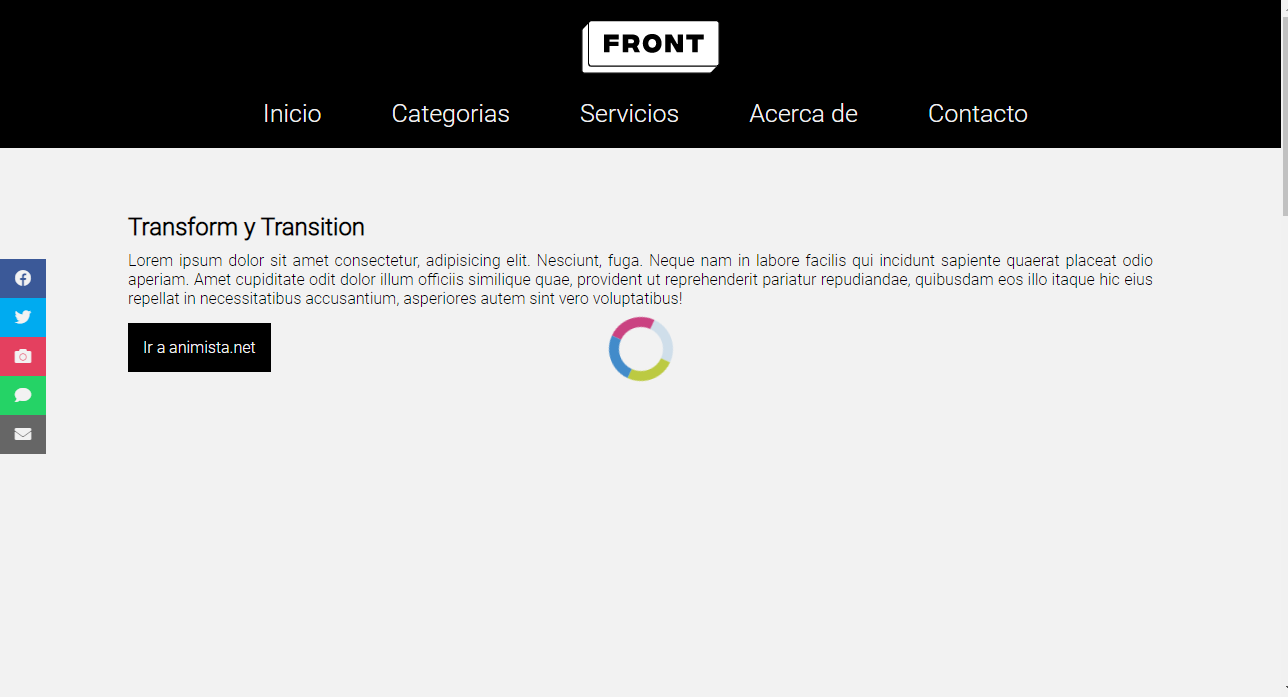 FRONT
Inicio Categorias Servicios Acerca de Contacto
Transform y Transition
Lorem ipsum dolor sit amet consectetur, adipisicing elit. Nesciunt, fuga. Neque nam in labore facilis qui incidunt sapiente quaerat placeat odio
aperiam. Amet cupiditate odit dolor illum officiis similique quae, provident ut reprehenderit pariatur repudiandae, quibusdam eos illo itaque hic eius
repellat in necessitatibus accusantium, asperiores autem sint vero voluptatibus!
Ir a animista.net